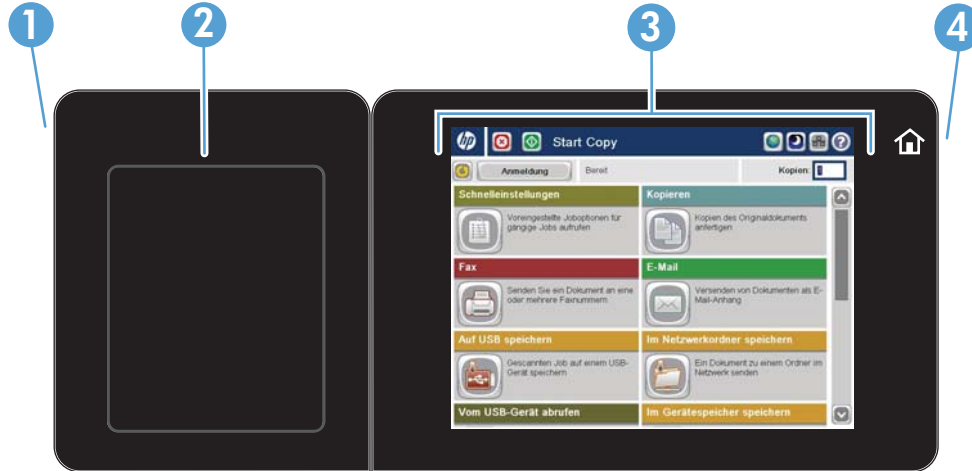 1
2
3
4
hp
Start Copy
Anmeldung
Bereit
Kopien:
Schnelleinstellungen
Voreingestellte Joboptionen für
gängige Jobs aufrufen
Kopieren
Kopien des Originaldokuments
anfertigen
Fax
Senden Sie ein Dokument an eine
oder mehrere Faxnummern
E-Mail
Versenden von Dokumenten als E-
Mail-Anhang
Auf USB speichern
Gescannten Job auf einem USB-
Gerät speichern
Im Netzwerkordner speichern
Ein Dokument zu einem Ordner im
Netzwerk senden
Vom USB-Gerät abrufen
Im Gerätespeicher speichern